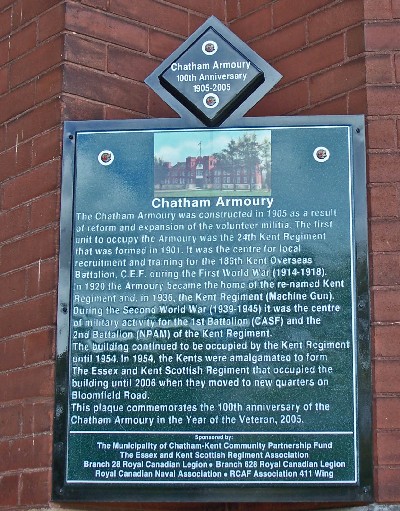 Chatham Armoury
100th Anniversary
1905-2005
Chatham Armoury
The Chatham Armoury was constructed in 1905 as a result
of reform and expansion of the volunteer militia. The first
unit to occupy the Armoury was the 24th Kent Regiment
that was formed in 1901. It was the centre for local
recruitment and training for the 186th Kent Overseas
Battalion, C.E.F. during the First World War (1914-1918).
In 1920 the Armoury became the home of the re-named Kent
Regiment and, in 1936, the Kent Regiment (Machine Gun).
During the Second World War (1939-1945) it was the centre
of military activity for the 1st Battalion (CASF) and the
2nd Battalion (NPAM) of the Kent Regiment.
The building continued to be occupied by the Kent Regiment
until 1954. In 1954, the Kents were amalgamated to form
The Essex and Kent Scottish Regiment that occupied the
building until 2006 when they moved to new quarters on
Bloomfield Road.
This plaque commemorates the 100th anniversary of the
Chatham Armoury in the Year of the Veteran, 2005.
Sponsored by:
The Municipality of Chatham-Kent Community Partnership Fund
The Essex and Kent Scottish Regiment Association
Branch 28 Royal Canadian Legion • Branch 628 Royal Canadian Legion
Royal Canadian Naval Association • RCAF Association 411 Wing